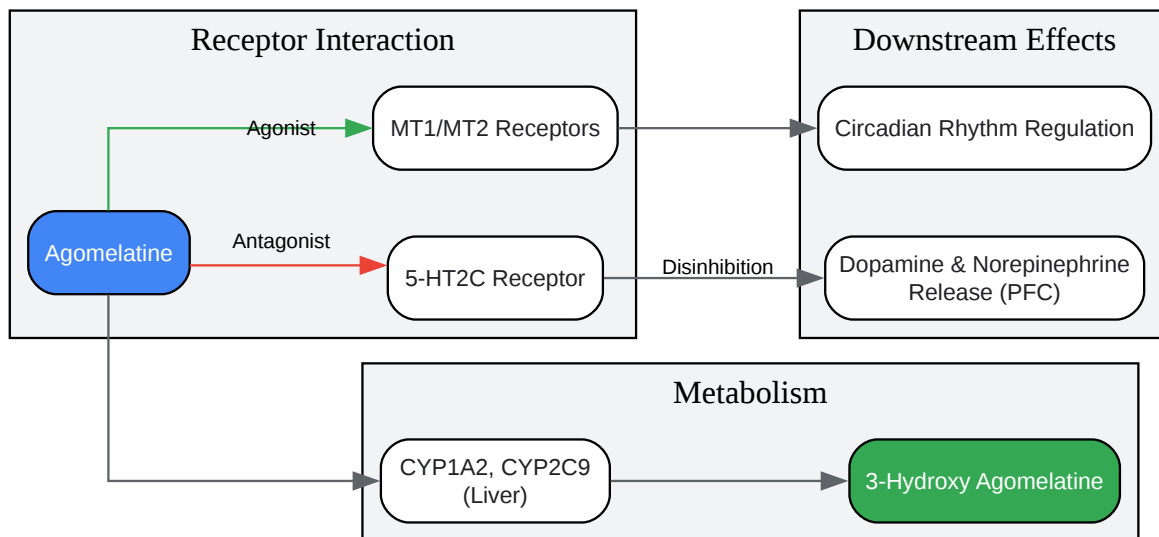 Receptor Interaction
Downstream Effects
Agonist
MT1/MT2 Receptors
Circadian Rhythm Regulation
Agomelatine
Antagonist
5-HT2C Receptor
Disinhibition
Dopamine & Norepinephrine
Release (PFC)
Metabolism
CYP1A2, CYP2C9
(Liver)
3-Hydroxy Agomelatine